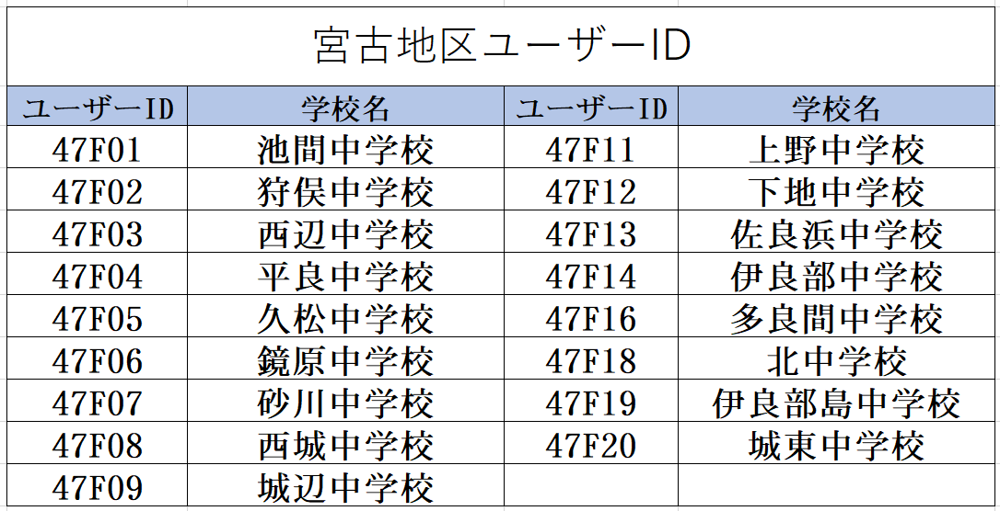 宮古地区ユーザーID
ユーザーID 学校名 ユーザーID 学校名
47F01 池間中学校 47F11 上野中学校
47F02 狩俣中学校 47F12 下地中学校
47F03 西辺中学校 47F13 佐良浜中学校
47F04 平良中学校 47F14 伊良部中学校
47F05 久松中学校 47F16 多良間中学校
47F06 鏡原中学校 47F18 北中学校
47F07 砂川中学校 47F19 伊良部島中学校
47F08 西城中学校 47F20 城東中学校
47F09 城辺中学校